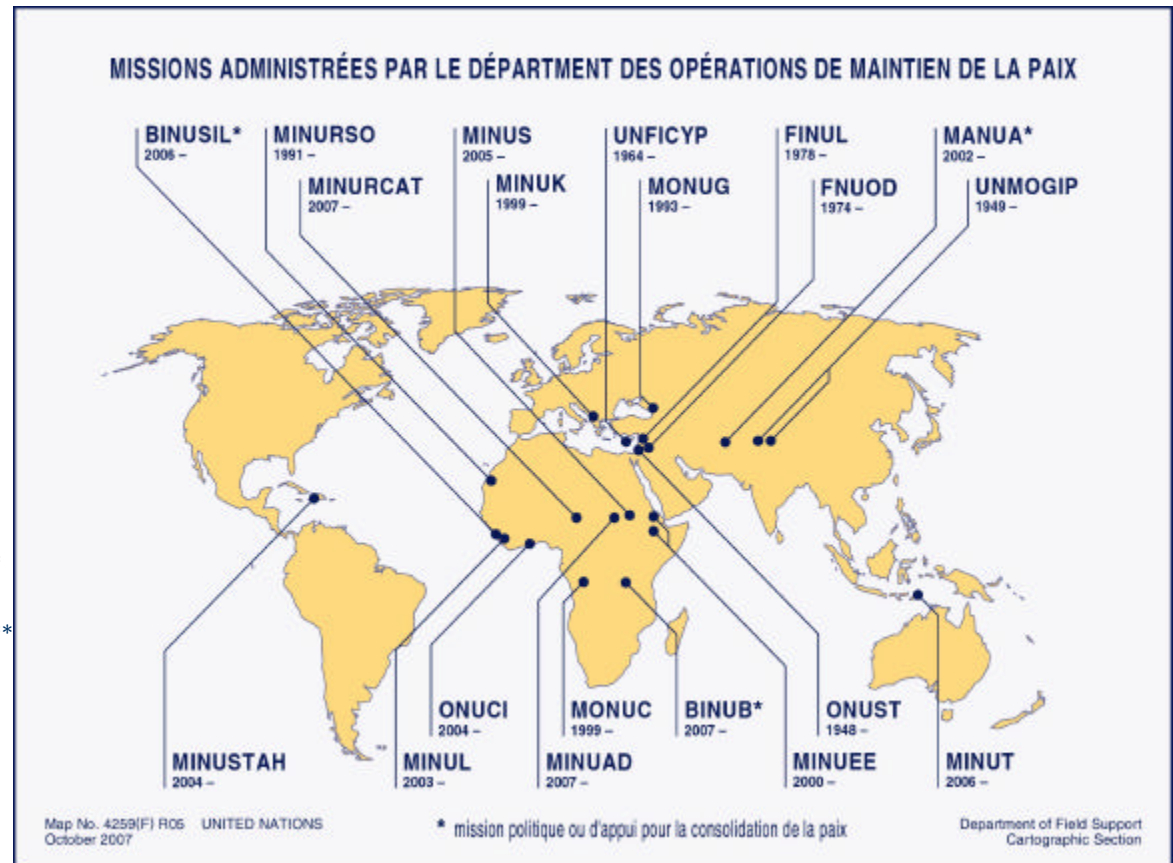 MISSIONS ADMINISTRÉES PAR LE DÉPARTMENT DES OPÉRATIONS DE MAINTIEN DE LA PAIX
BINUSIL*
2006 –
MINURSO
1991 –
MINUS
2005 –
UNFICYP
1964 –
FINUL
1978 –
MANUA*
2002 –
MINURCAT
2007 –
MINUK
1999 –
MONUG
1993 –
FNUOD
1974 –
UNMOGIP
1949 –
*
ONUCI
2004 –
MONUC
1999 –
BINUB*
2007 –
ONUST
1948 –
MINUSTAH
2004 –
MINUL
2003 –
MINUAD
2007 –
MINUEE
2000 –
MINUT
2006 –
Map No. 4259(F) R05 UNITED NATIONS
October 2007
* mission politique ou d'appui pour la consolidation de la paix
Department of Field Support
Cartographic Section